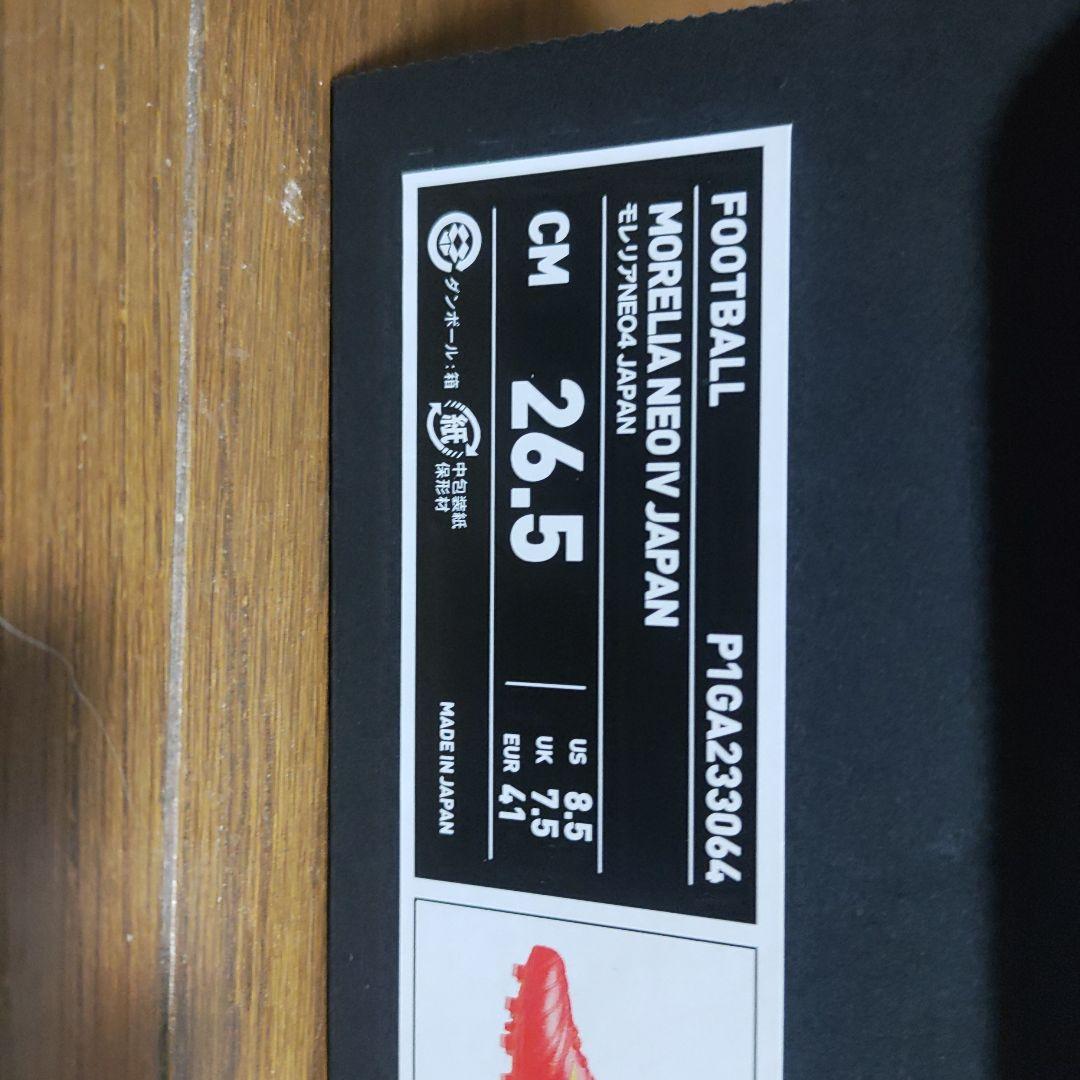 FOOTBALL P1GA233064
MORELIA NEO IV JAPAN
モレリアNEO4 JAPAN
CM 26.5
US 8.5
UK 7.5
EUR 41
ダンボール:箱
紙
中包装紙
保形材
MADE IN JAPAN